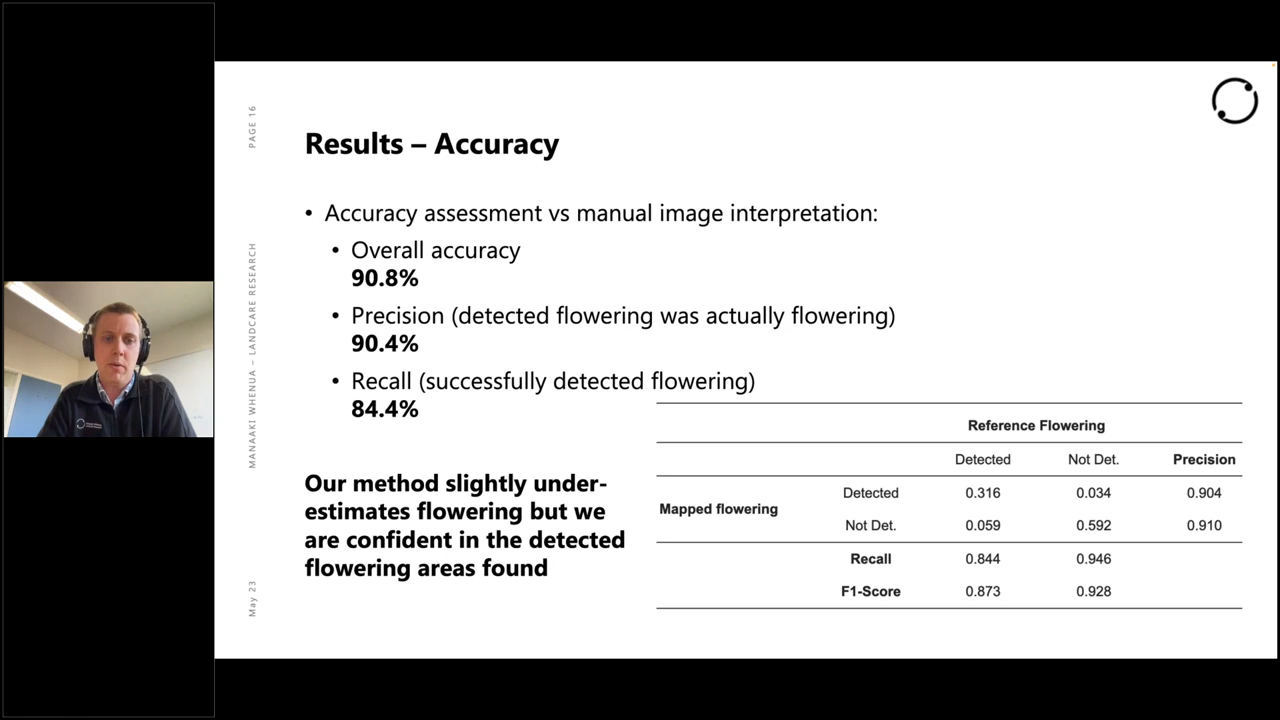 PAGE 16
MANAAKI WHENUA – LANDCARE RESEARCH
May 23
Results – Accuracy
• Accuracy assessment vs manual image interpretation:
• Overall accuracy
90.8%
• Precision (detected flowering was actually flowering)
90.4%
• Recall (successfully detected flowering)
84.4%
Our method slightly under-
estimates flowering but we
are confident in the detected
flowering areas found
Reference Flowering
Detected Not Det. Precision
Mapped flowering
Detected 0.316 0.034 0.904
Not Det. 0.059 0.592 0.910
Recall 0.844 0.946
F1-Score 0.873 0.928